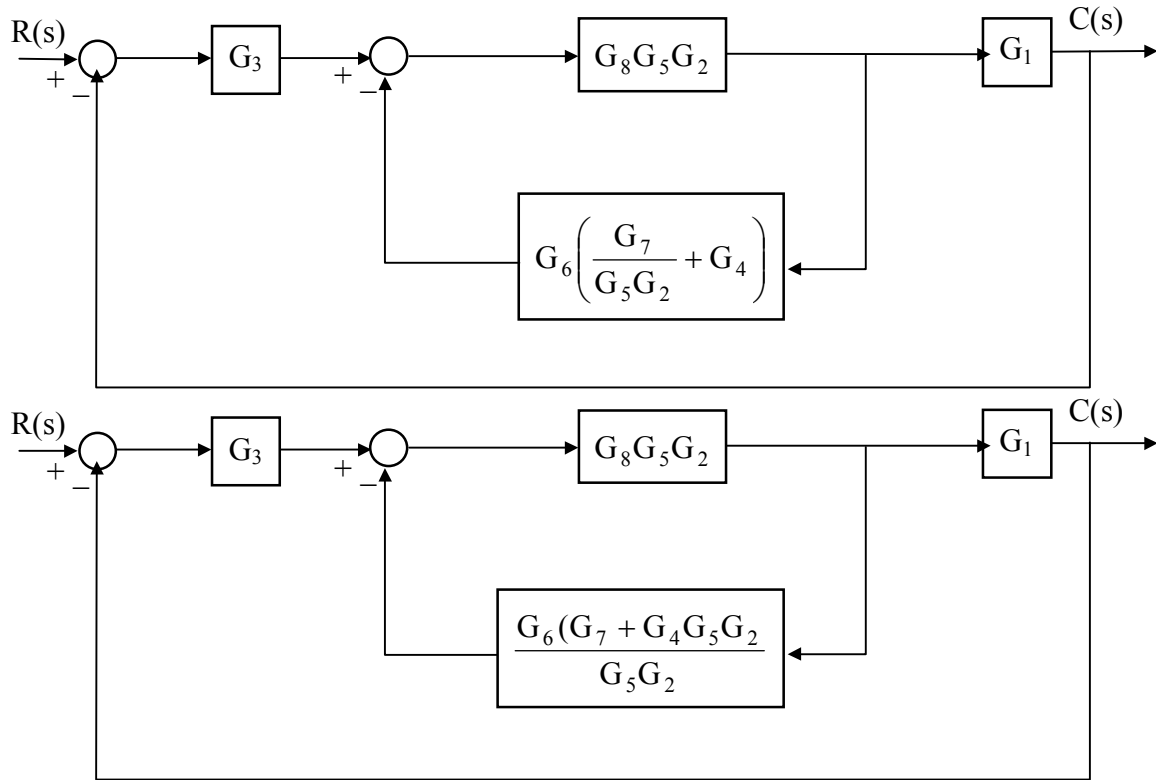 R(s) + − G₃ + − G₈G₅G₂ G₁ C(s)
G₆(G₇/(G₅G₂) + G₄)
R(s) + − G₃ + − G₈G₅G₂ G₁ C(s)
G₆(G₇ + G₄G₅G₂
G₅G₂